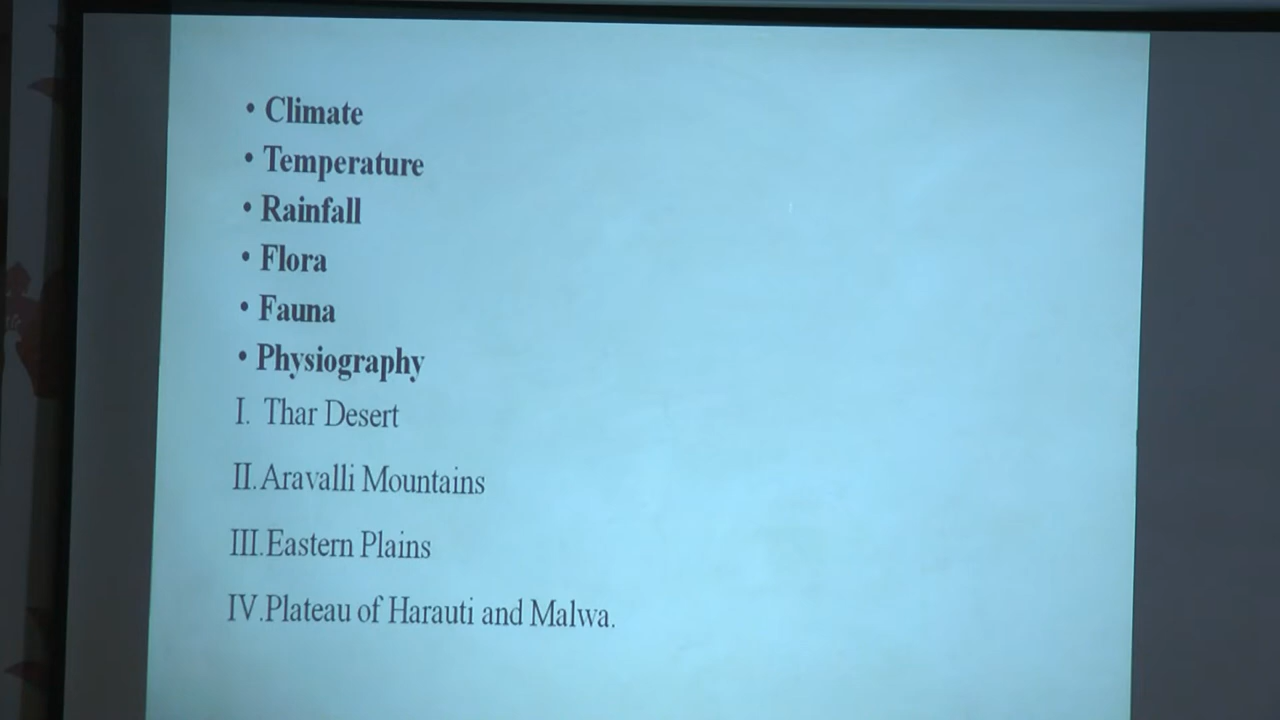 • Climate
• Temperature
• Rainfall
• Flora
• Fauna
• Physiography
I. Thar Desert
II. Aravalli Mountains
III. Eastern Plains
IV. Plateau of Harauti and Malwa.